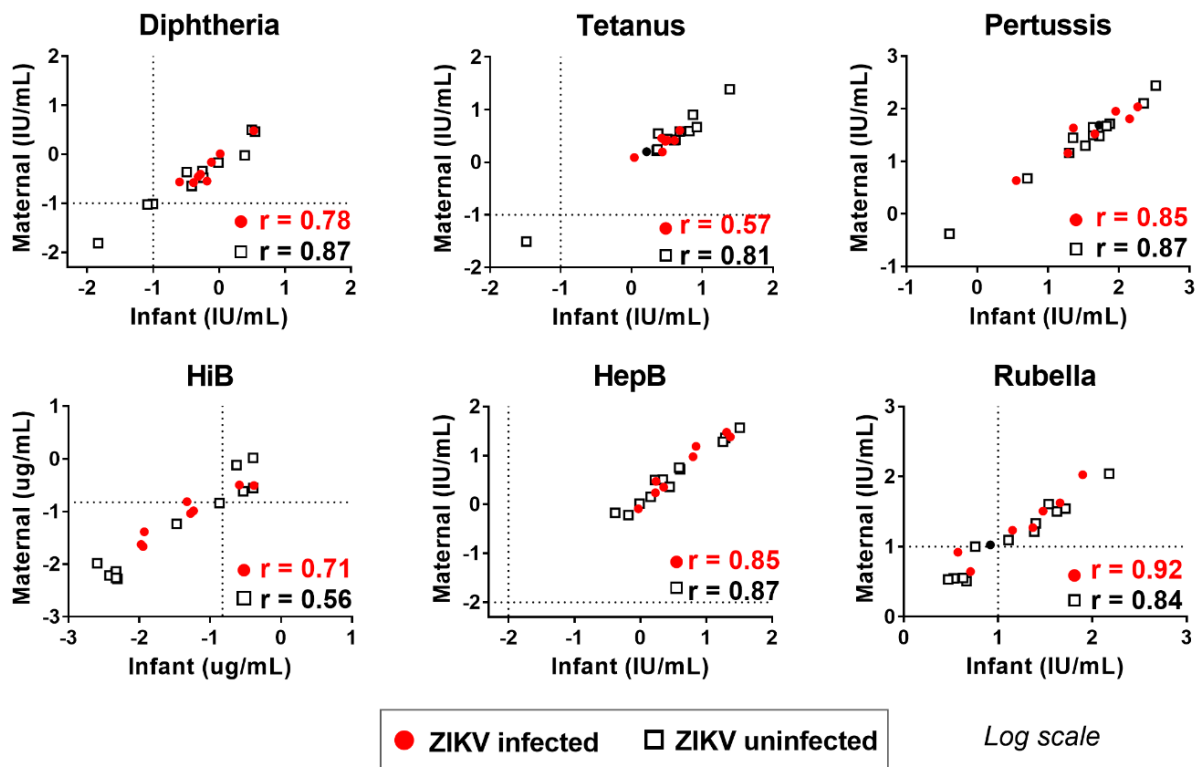 Diphtheria
Maternal (IU/mL)
2
1
0
-1
-2
r = 0.78
r = 0.87
-2 -1 0 1 2
Infant (IU/mL)
Tetanus
Maternal (IU/mL)
2
1
0
-1
-2
r = 0.57
r = 0.81
-2 -1 0 1 2
Infant (IU/mL)
Pertussis
Maternal (IU/mL)
3
2
1
0
-1
r = 0.85
r = 0.87
-1 0 1 2 3
Infant (IU/mL)
HiB
Maternal (ug/mL)
1
0
-1
-2
-3
r = 0.71
r = 0.56
-3 -2 -1 0 1
Infant (ug/mL)
HepB
Maternal (IU/mL)
2
1
0
-1
-2
r = 0.85
r = 0.87
-2 -1 0 1 2
Infant (IU/mL)
Rubella
Maternal (IU/mL)
3
2
1
0
r = 0.92
r = 0.84
0 1 2 3
Infant (IU/mL)
ZIKV infected ZIKV uninfected
Log scale